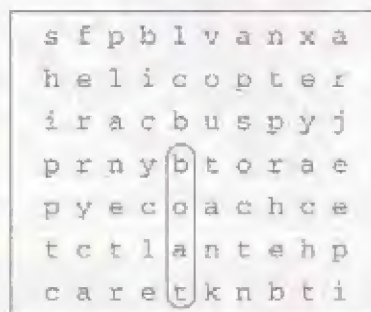 s f p b l v a n x a
h e l i c o p t e r
i r a c b u s p y j
p r n y b t o r a e
p y e c o a c h c e
t c t l a n t e h p
c a r e t k n b t i